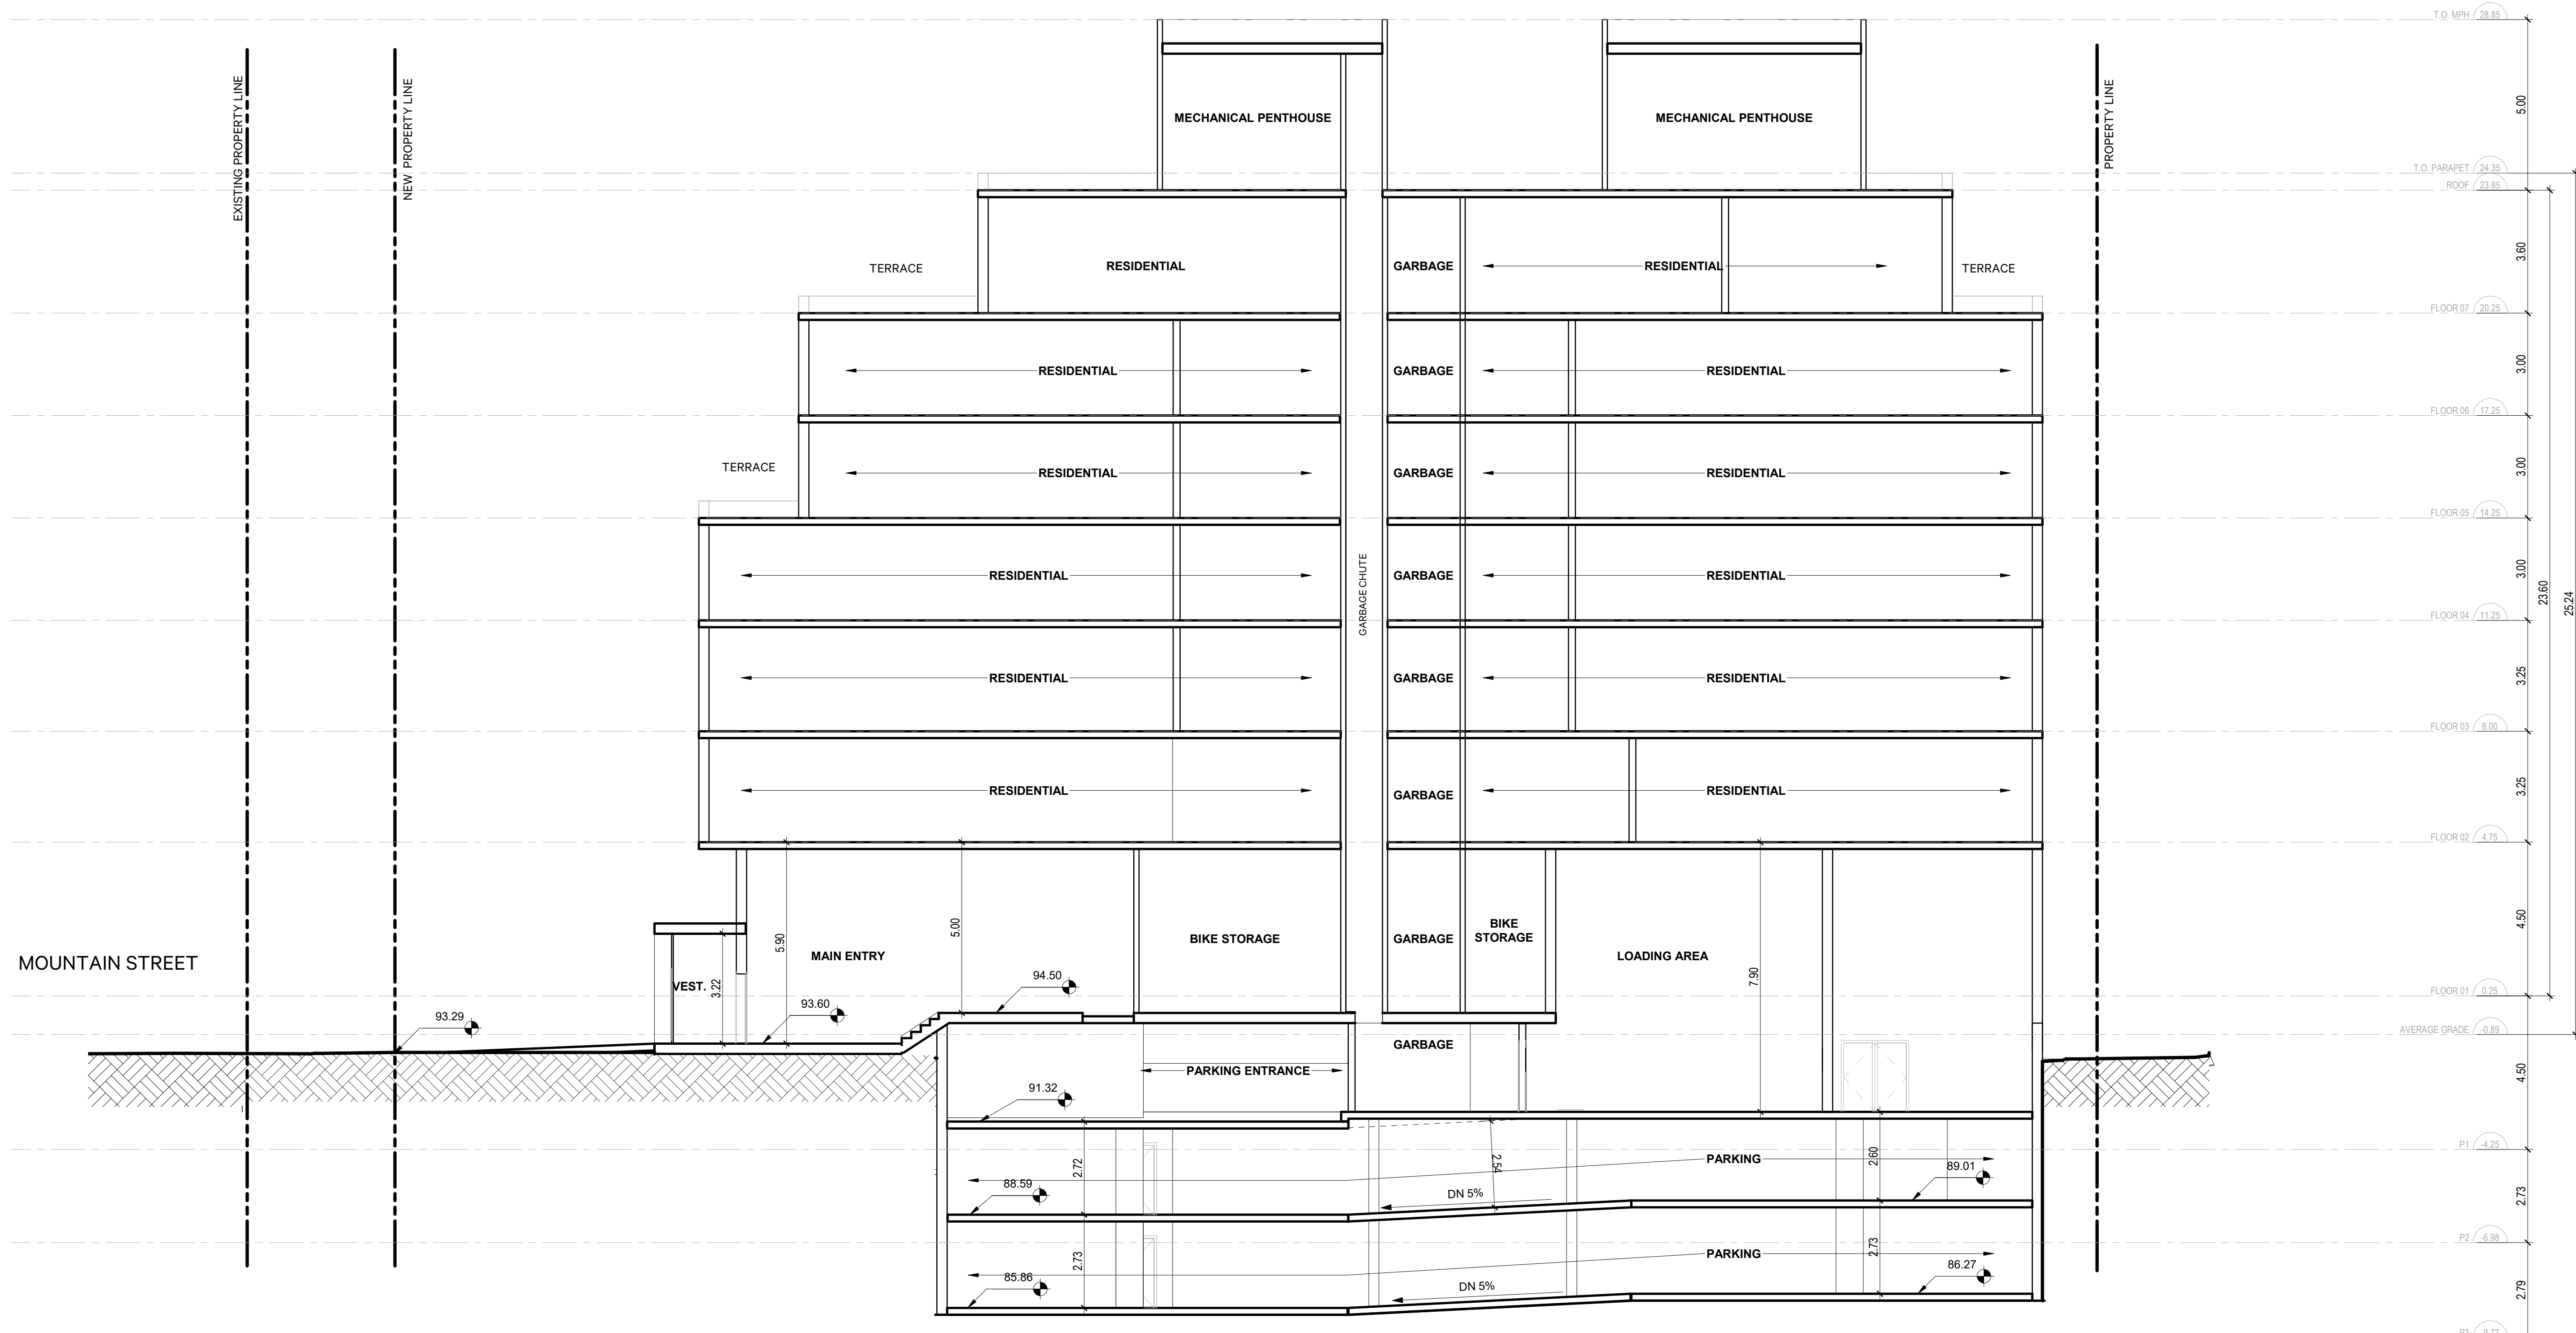 T.O. MPH 28.85
EXISTING PROPERTY LINE
NEW PROPERTY LINE
PROPERTY LINE
5.00
MECHANICAL PENTHOUSE
MECHANICAL PENTHOUSE
T.O. PARAPET 24.35
ROOF 23.85
3.60
TERRACE
RESIDENTIAL
GARBAGE
RESIDENTIAL
TERRACE
FLOOR 07 20.25
3.00
RESIDENTIAL
GARBAGE
RESIDENTIAL
FLOOR 06 17.25
3.00
TERRACE
RESIDENTIAL
GARBAGE
RESIDENTIAL
FLOOR 05 14.25
3.00
RESIDENTIAL
GARBAGE CHUTE
GARBAGE
RESIDENTIAL
23.60
25.24
FLOOR 04 11.25
3.25
RESIDENTIAL
GARBAGE
RESIDENTIAL
FLOOR 03 8.00
3.25
RESIDENTIAL
GARBAGE
RESIDENTIAL
FLOOR 02 4.75
4.50
MOUNTAIN STREET
VEST.
3.22
5.90
MAIN ENTRY
5.00
BIKE STORAGE
GARBAGE
BIKE
STORAGE
LOADING AREA
7.90
94.50
93.60
93.29
FLOOR 01 0.25
AVERAGE GRADE -0.89
GARBAGE
PARKING ENTRANCE
4.50
91.32
P1 -4.25
2.72
2.54
PARKING
2.60
89.01
88.59
DN 5%
2.73
P2 -6.98
2.73
PARKING
2.73
86.27
85.86
DN 5%
2.79
P3 -9.77